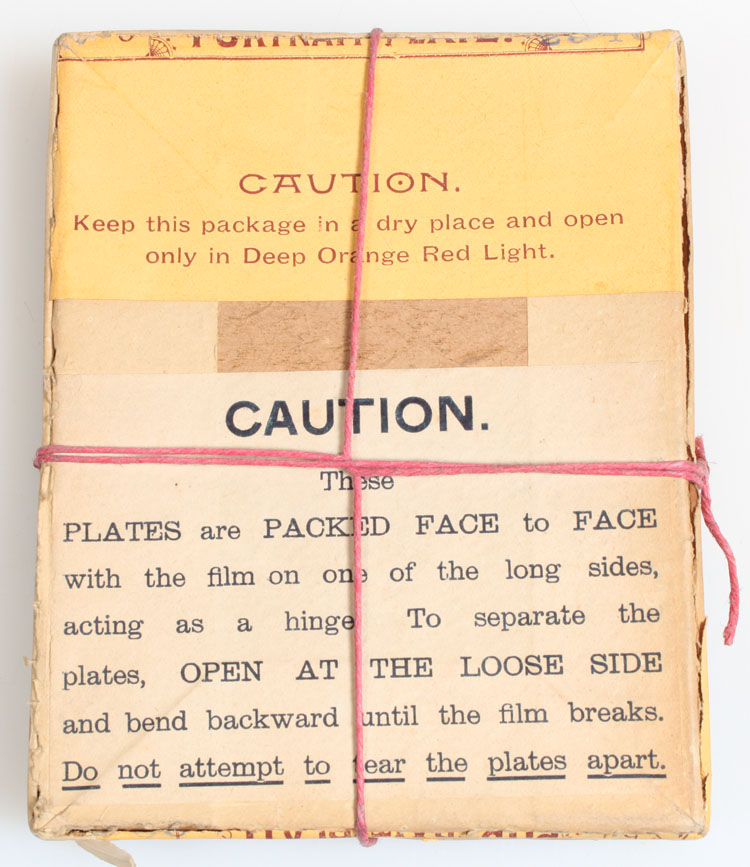 PORTRAIT PLATE.
CAUTION.
Keep this package in a dry place and open
only in Deep Orange Red Light.
CAUTION.
These
PLATES are PACKED FACE to FACE
with the film on one of the long sides,
acting as a hinge To separate the
plates, OPEN AT THE LOOSE SIDE
and bend backward until the film breaks.
Do not attempt to tear the plates apart.